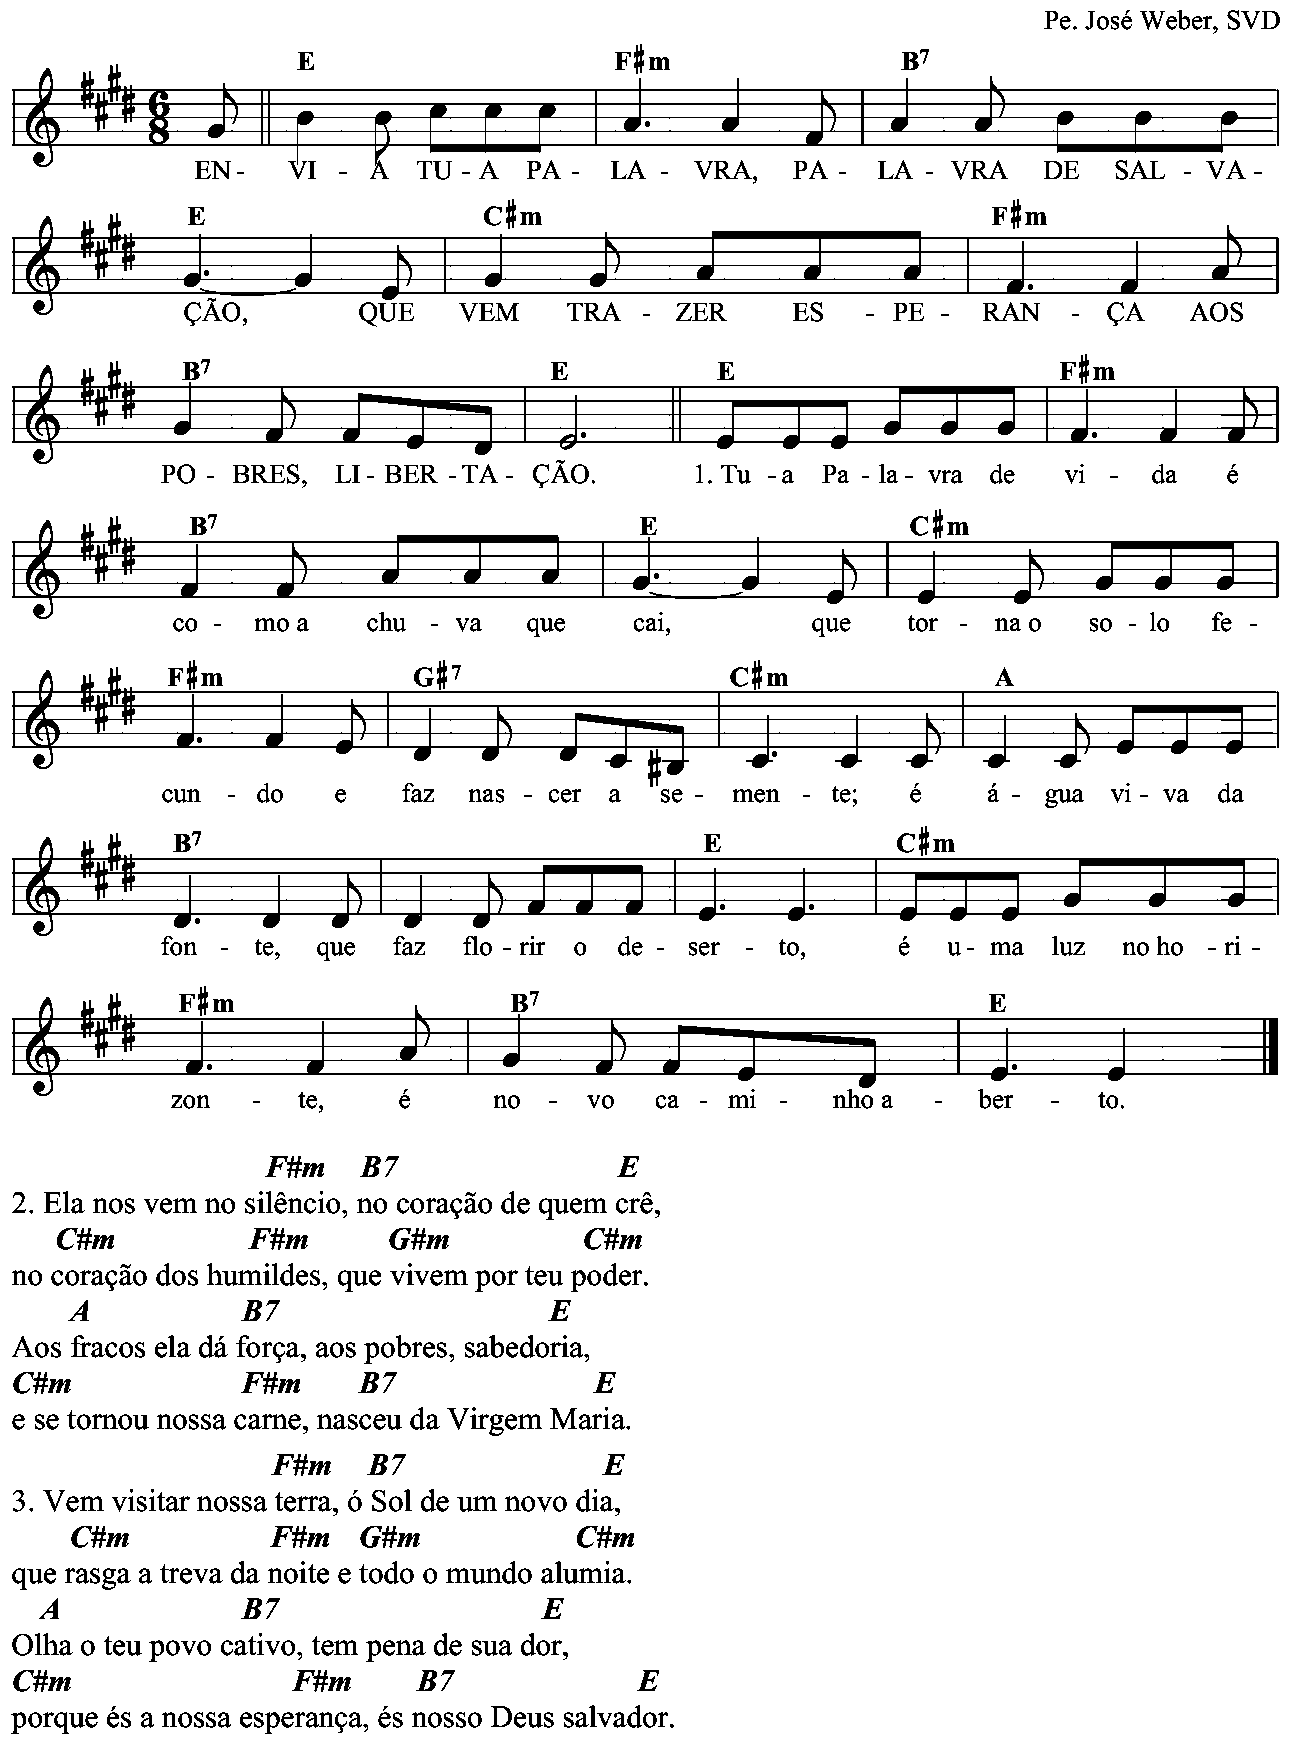 Pe. José Weber, SVD
E F#m B7
6
8
EN- VI - A TU - A PA - LA - VRA, PA - LA - VRA DE SAL - VA -
E C#m F#m
ÇÃO, QUE VEM TRA - ZER ES - PE - RAN - ÇA AOS
B7 E E F#m
PO - BRES, LI - BER - TA - ÇÃO. 1. Tu - a Pa - la - vra de vi - da é
B7 E C#m
co - mo a chu - va que cai, que tor - na o so - lo fe -
F#m G#7 C#m A
cun - do e faz nas - cer a se - men - te; é á - gua vi - va da
B7 E C#m
fon - te, que faz flo - rir o de - ser - to, é u - ma luz no ho - ri -
F#m B7 E
zon - te, é no - vo ca - mi - nho a - ber - to.
F#m B7 E
2. Ela nos vem no silêncio, no coração de quem crê,
C#m F#m G#m C#m
no coração dos humildes, que vivem por teu poder.
A B7 E
Aos fracos ela dá força, aos pobres, sabedoria,
C#m F#m B7 E
e se tornou nossa carne, nasceu da Virgem Maria.
F#m B7 E
3. Vem visitar nossa terra, ó Sol de um novo dia,
C#m F#m G#m C#m
que rasga a treva da noite e todo o mundo alumia.
A B7 E
Olha o teu povo cativo, tem pena de sua dor,
C#m F#m B7 E
porque és a nossa esperança, és nosso Deus salvador.